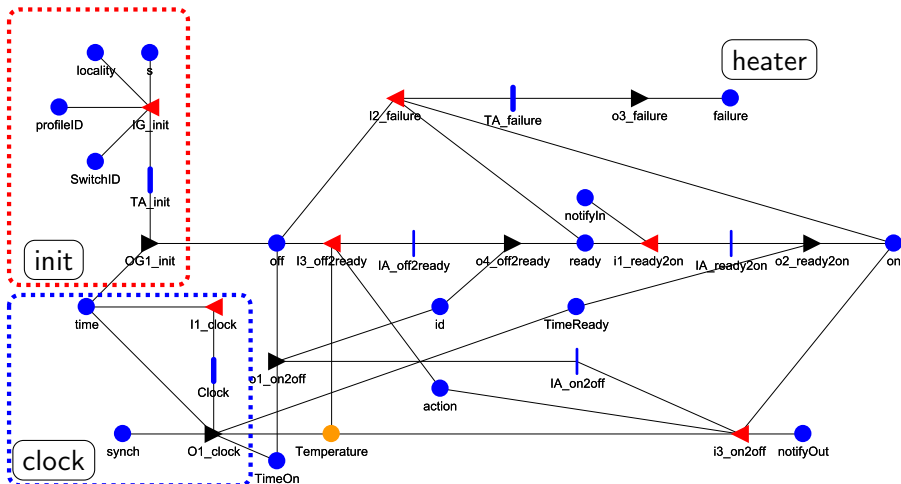 heater
locality
s
l2_failure
TA_failure
o3_failure
failure
profileID
IG_init
SwitchID
TA_init
notifyIn
init
OG1_init
off
I3_off2ready
IA_off2ready
o4_off2ready
ready
i1_ready2on
IA_ready2on
o2_ready2on
on
time
I1_clock
id
TimeReady
o1_on2off
IA_on2off
Clock
action
clock
synch
O1_clock
Temperature
i3_on2off
notifyOut
TimeOn